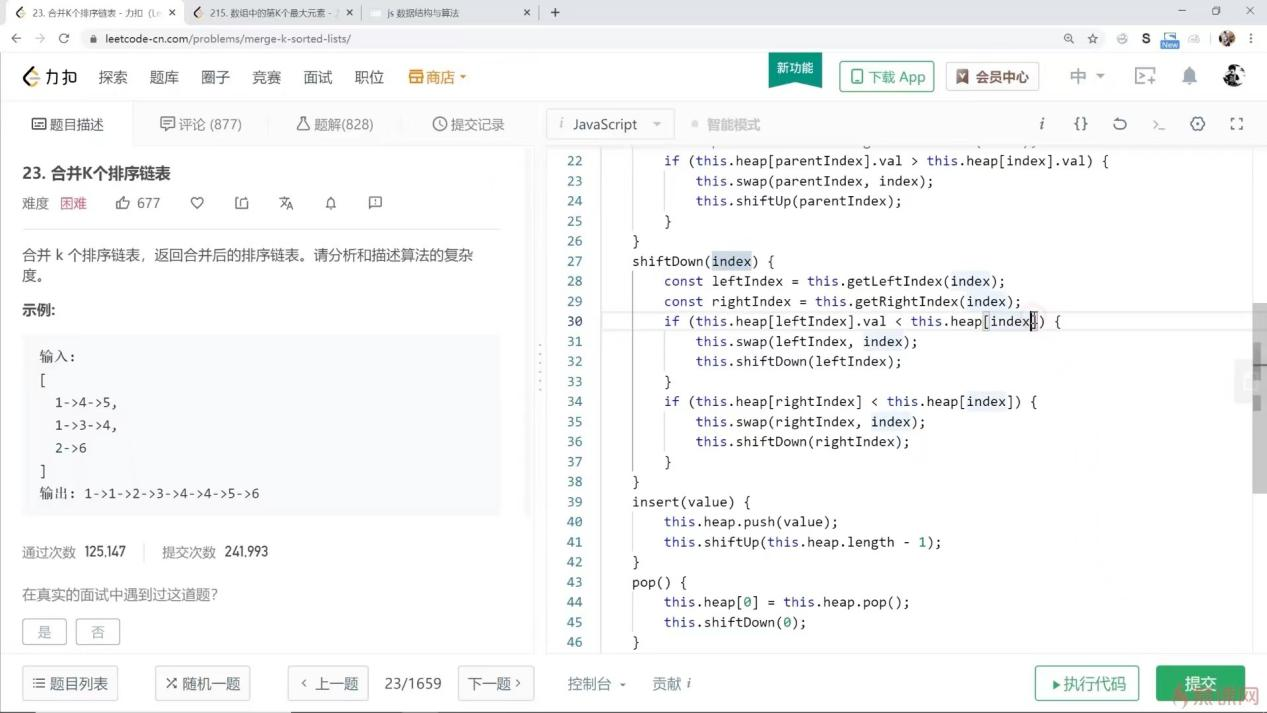 23. 合并K个排序链表 - 力扣（Le
215. 数组中的第K个最大元素 -
js 数据结构与算法
leetcode-cn.com/problems/merge-k-sorted-lists/
New
力扣 探索 题库 圈子 竞赛 面试 职位 商店 新功能 下载 App 会员中心 中
题目描述 评论 (877) 题解(828) 提交记录 i JavaScript 智能模式
23. 合并K个排序链表
难度 困难 677
合并 k 个排序链表，返回合并后的排序链表。请分析和描述算法的复杂
度。
示例:
输入:
[
1->4->5,
1->3->4,
2->6
]
输出: 1->1->2->3->4->4->5->6
通过次数 125,147 提交次数 241,993
在真实的面试中遇到过这道题？
是 否
22 if (this.heap[parentIndex].val > this.heap[index].val) {
23 this.swap(parentIndex, index);
24 this.shiftUp(parentIndex);
25 }
26 }
27 shiftDown(index) {
28 const leftIndex = this.getLeftIndex(index);
29 const rightIndex = this.getRightIndex(index);
30 if (this.heap[leftIndex].val < this.heap[index]) {
31 this.swap(leftIndex, index);
32 this.shiftDown(leftIndex);
33 }
34 if (this.heap[rightIndex] < this.heap[index]) {
35 this.swap(rightIndex, index);
36 this.shiftDown(rightIndex);
37 }
38 }
39 insert(value) {
40 this.heap.push(value);
41 this.shiftUp(this.heap.length - 1);
42 }
43 pop() {
44 this.heap[0] = this.heap.pop();
45 this.shiftDown(0);
46 }
题目列表 随机一题 上一题 23/1659 下一题 控制台 贡献 i 执行代码 提交
慕课网